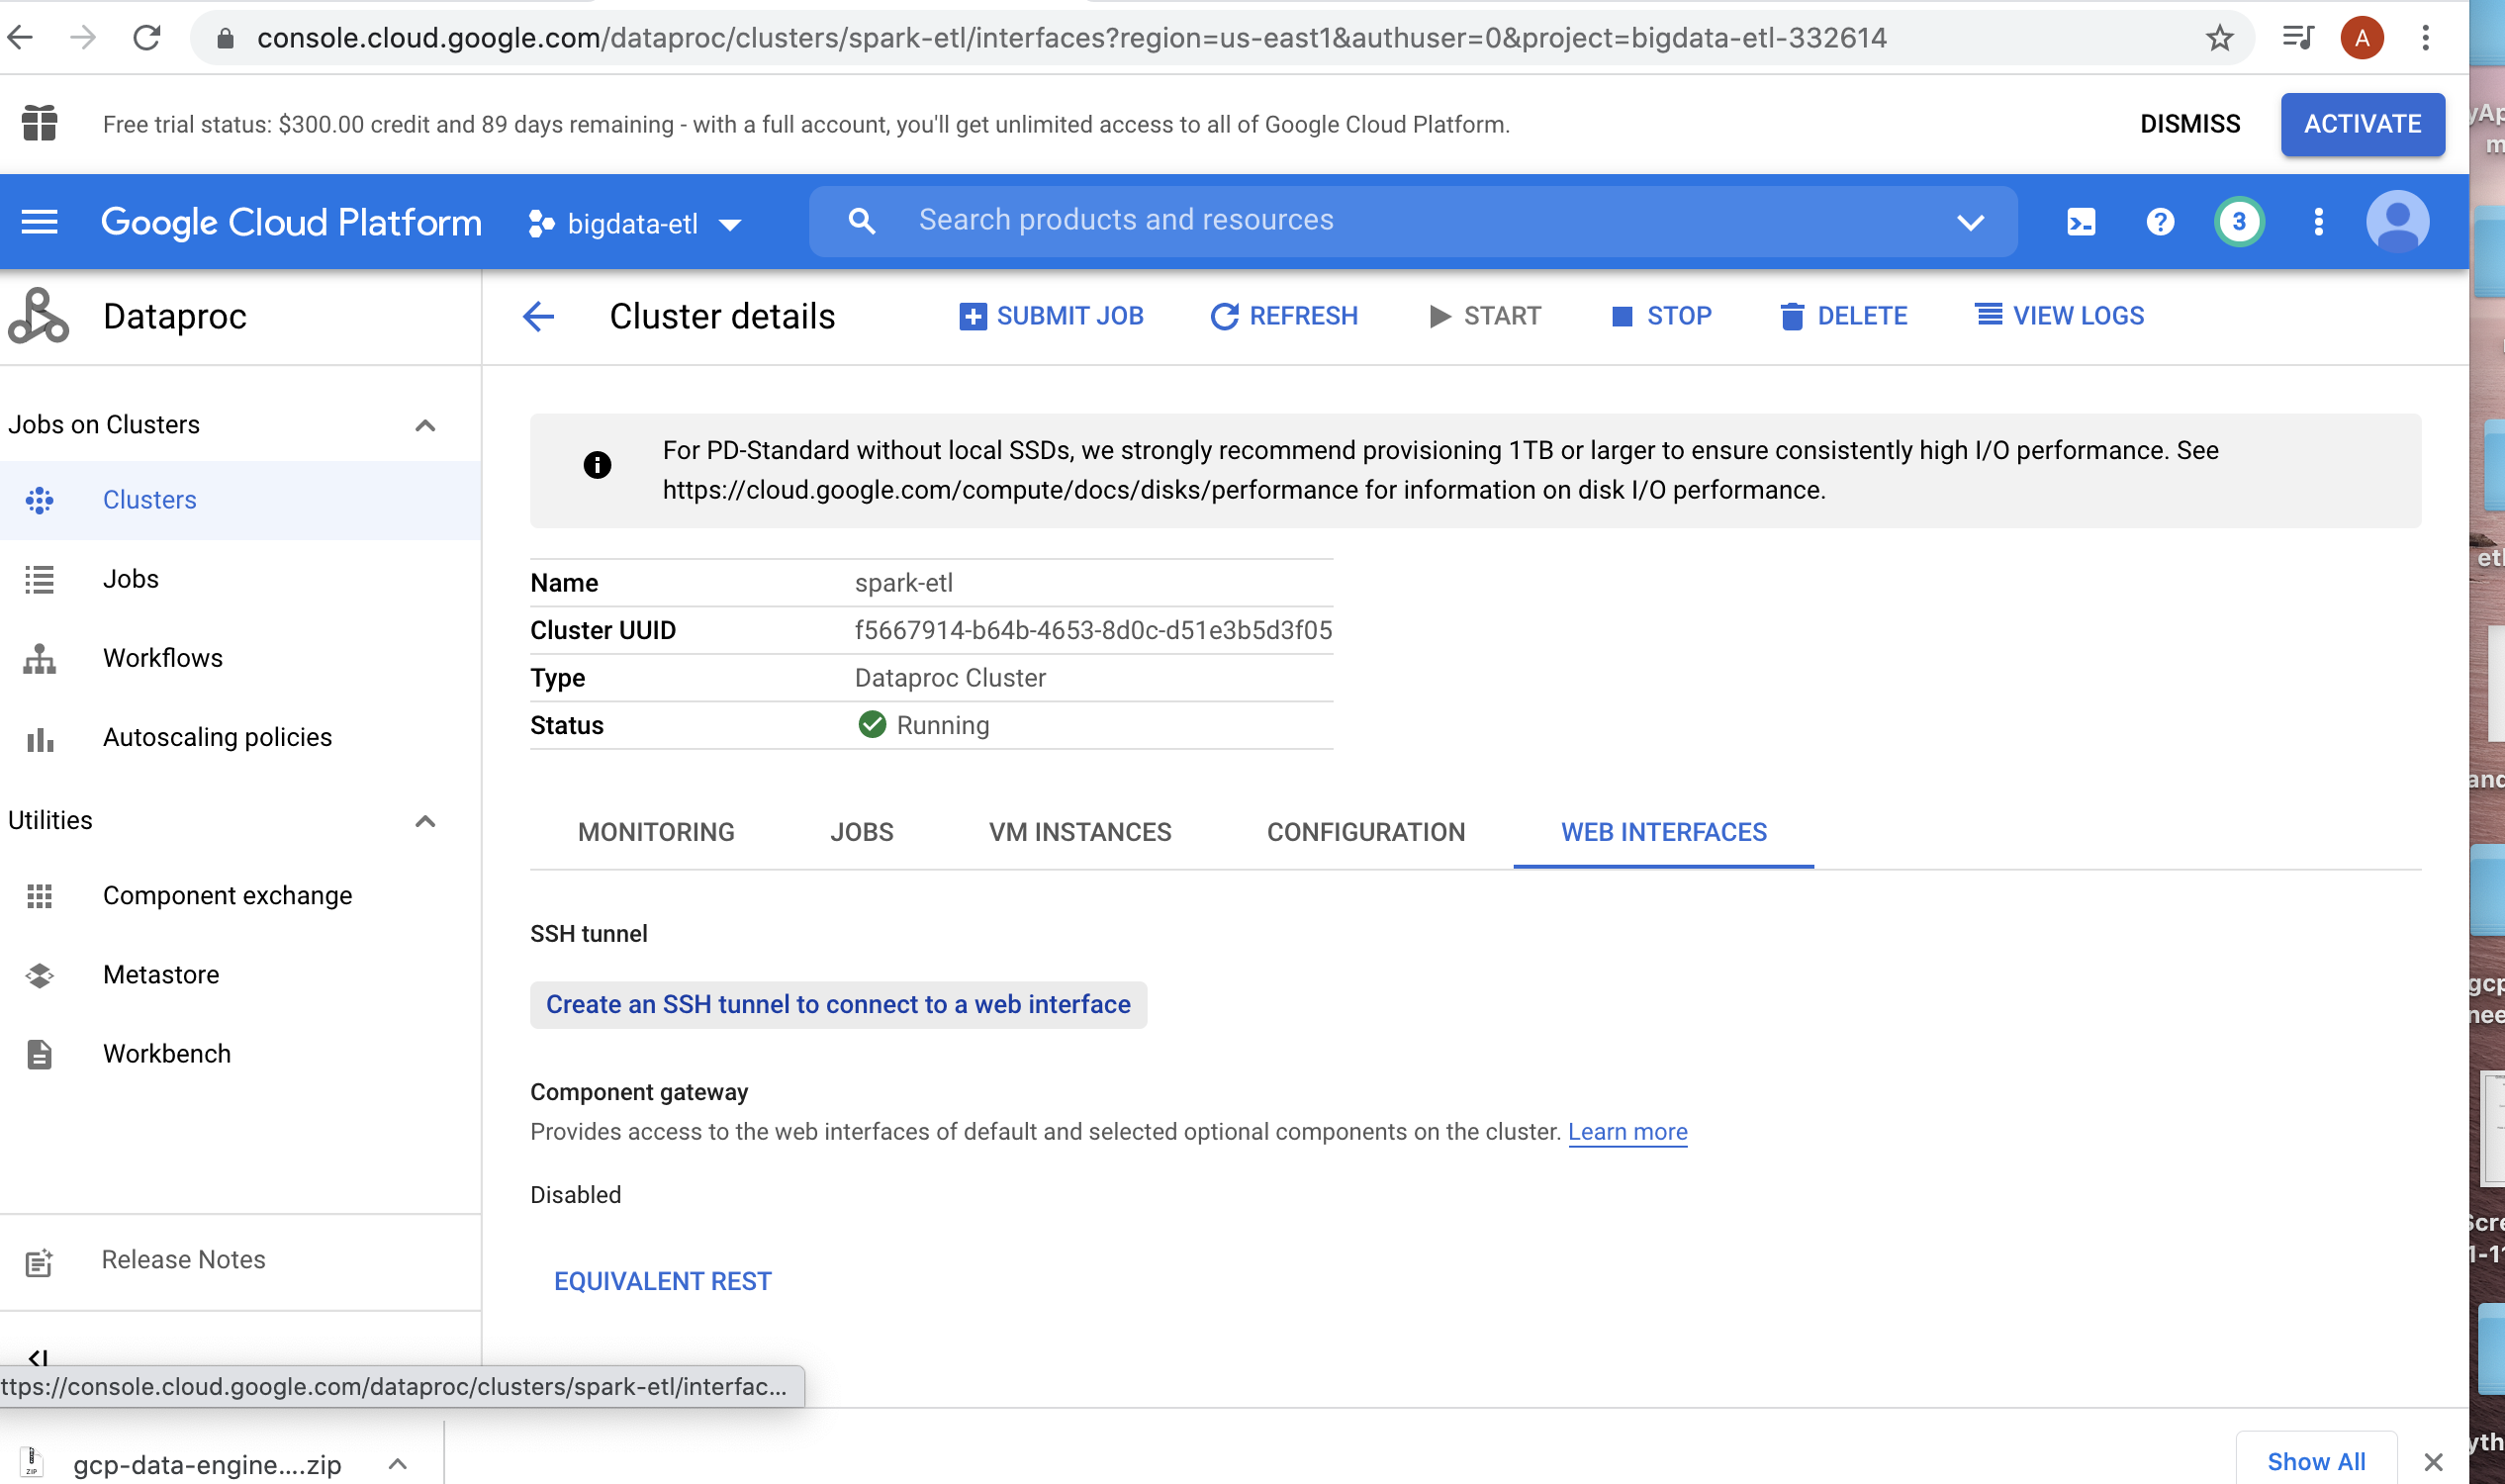 console.cloud.google.com/dataproc/clusters/spark-etl/interfaces?region=us-east1&authuser=0&project=bigdata-etl-332614
A
Free trial status: $300.00 credit and 89 days remaining - with a full account, you'll get unlimited access to all of Google Cloud Platform.
DISMISS
ACTIVATE
Google Cloud Platform
bigdata-etl
Search products and resources
3
Dataproc
Cluster details
SUBMIT JOB
REFRESH
START
STOP
DELETE
VIEW LOGS
Jobs on Clusters
Clusters
Jobs
Workflows
Autoscaling policies
Utilities
Component exchange
Metastore
Workbench
Release Notes
For PD-Standard without local SSDs, we strongly recommend provisioning 1TB or larger to ensure consistently high I/O performance. See
https://cloud.google.com/compute/docs/disks/performance for information on disk I/O performance.
Name spark-etl
Cluster UUID f5667914-b64b-4653-8d0c-d51e3b5d3f05
Type Dataproc Cluster
Status Running
MONITORING
JOBS
VM INSTANCES
CONFIGURATION
WEB INTERFACES
SSH tunnel
Create an SSH tunnel to connect to a web interface
Component gateway
Provides access to the web interfaces of default and selected optional components on the cluster. Learn more
Disabled
EQUIVALENT REST
ttps://console.cloud.google.com/dataproc/clusters/spark-etl/interfac...
gcp-data-engine....zip
Show All